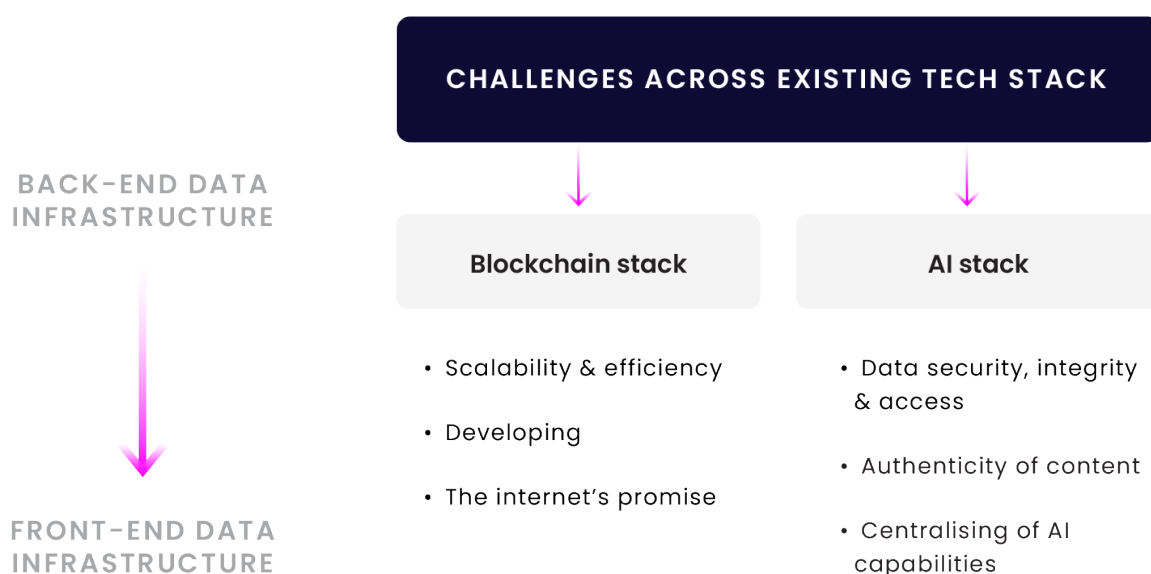 CHALLENGES ACROSS EXISTING TECH STACK
BACK-END DATA
INFRASTRUCTURE
Blockchain stack
AI stack
• Scalability & efficiency
• Developing
• The internet’s promise
• Data security, integrity
& access
• Authenticity of content
• Centralising of AI
capabilities
FRONT-END DATA
INFRASTRUCTURE